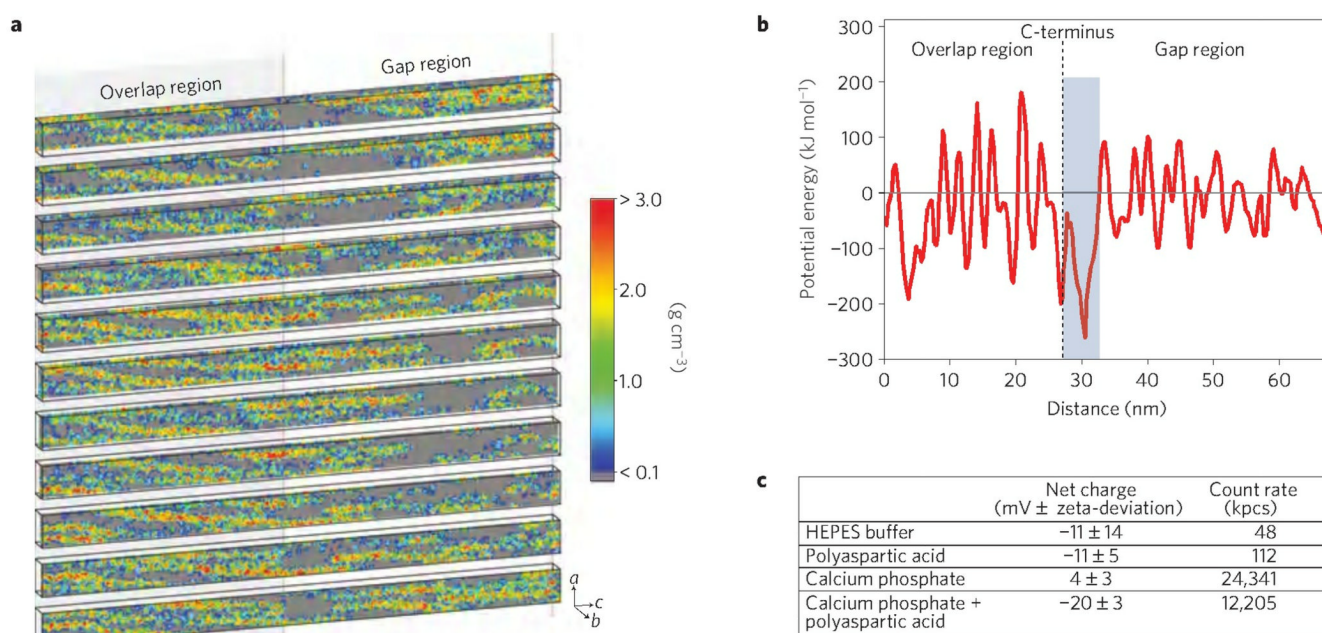 a
Overlap region
Gap region
> 3.0
2.0
1.0
< 0.1
(g cm⁻³)
a
c
b
b
C-terminus
Overlap region
Gap region
300
200
100
0
−100
−200
−300
Potential energy (kJ mol⁻¹)
0 10 20 30 40 50 60
Distance (nm)
c
Net charge Count rate
(mV ± zeta-deviation) (kpcs)
HEPES buffer −11 ± 14 48
Polyaspartic acid −11 ± 5 112
Calcium phosphate 4 ± 3 24,341
Calcium phosphate + −20 ± 3 12,205
polyaspartic acid